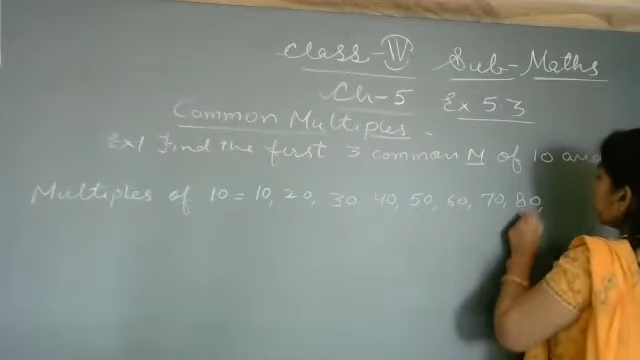 Class-IV Sub-Maths
Ch-5 Ex 5.3
Common Multiples.
Ex1 Find the first 3 common M of 10 and
Multiples of 10 = 10, 20, 30 40, 50, 60, 70, 80,